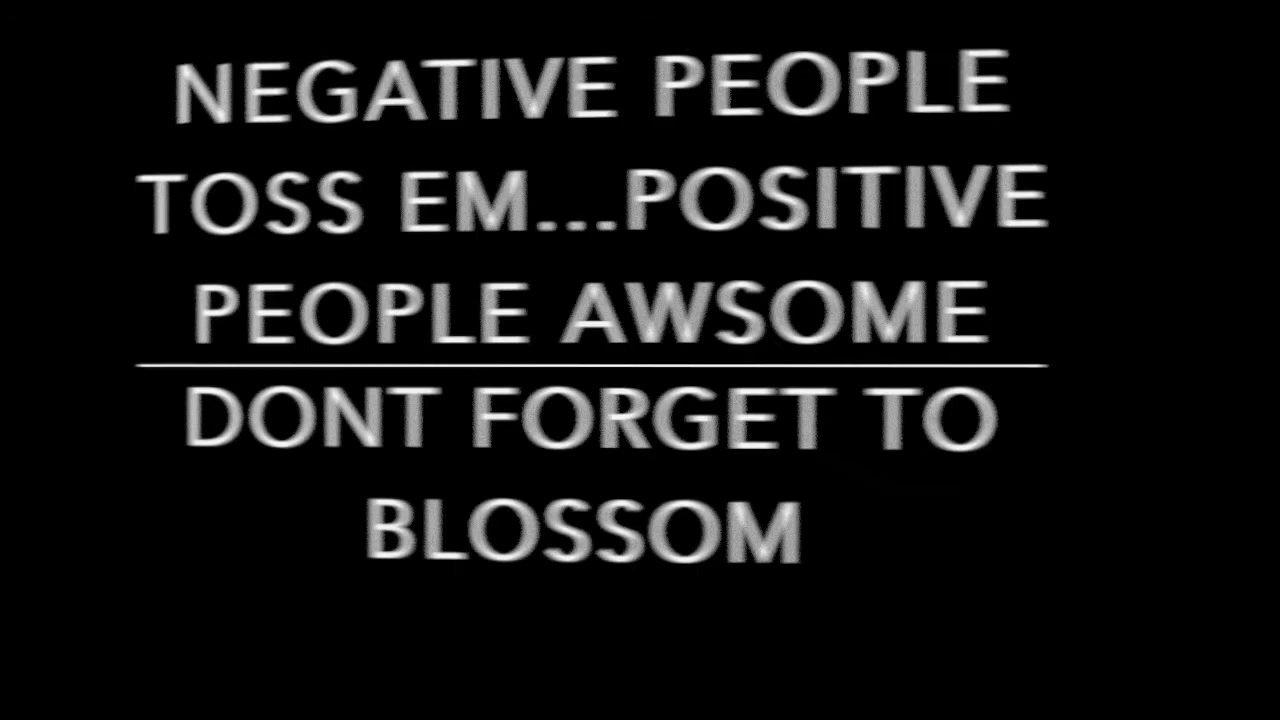 NEGATIVE PEOPLE
TOSS EM...POSITIVE
PEOPLE AWSOME
DONT FORGET TO
BLOSSOM